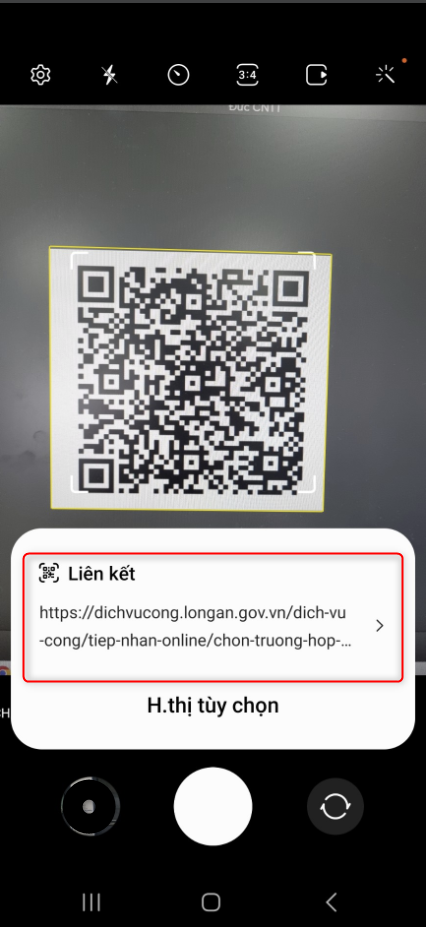 3:4
Đức CNTT
Liên kết
https://dichvucong.longan.gov.vn/dich-vu
-cong/tiep-nhan-online/chon-truong-hop-...
H.thị tùy chọn